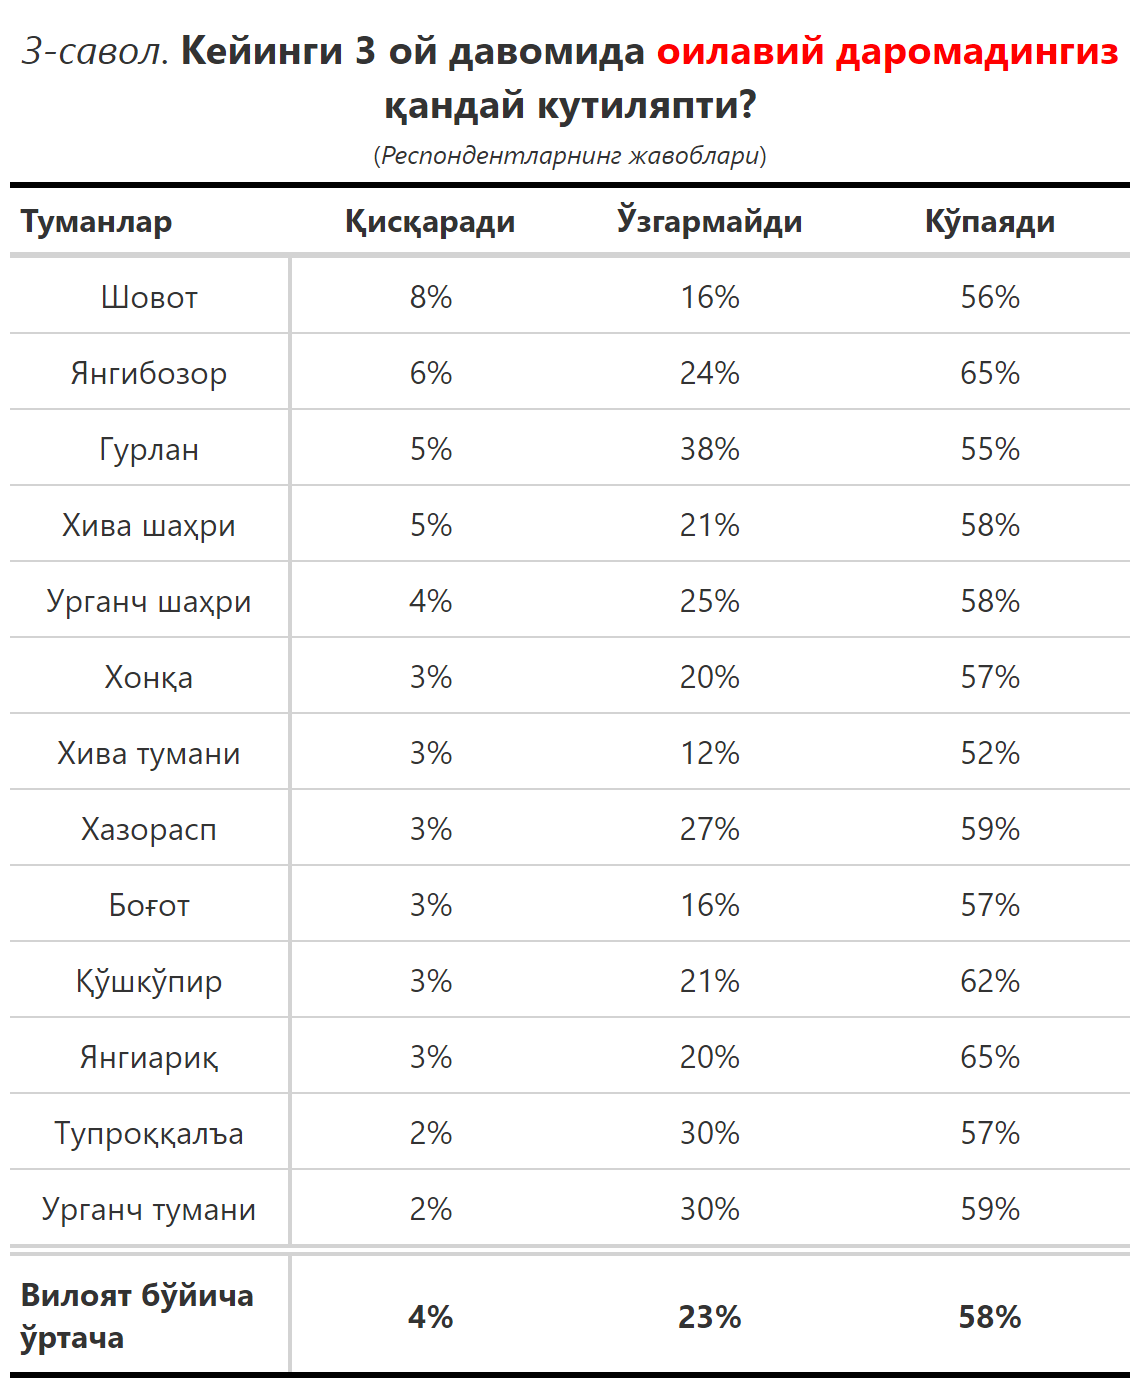 3-савол. Кейинги 3 ой давомида оилавий даромадингиз
қандай кутиляпти?
(Респондентларнинг жавоблари)
Туманлар Қисқаради Ўзгармайди Кўпаяди
Шовот 8% 16% 56%
Янгибозор 6% 24% 65%
Гурлан 5% 38% 55%
Хива шаҳри 5% 21% 58%
Урганч шаҳри 4% 25% 58%
Хонқа 3% 20% 57%
Хива тумани 3% 12% 52%
Хазорасп 3% 27% 59%
Боғот 3% 16% 57%
Қўшкўпир 3% 21% 62%
Янгиариқ 3% 20% 65%
Тупроққалъа 2% 30% 57%
Урганч тумани 2% 30% 59%
Вилоят бўйича
ўртача 4% 23% 58%